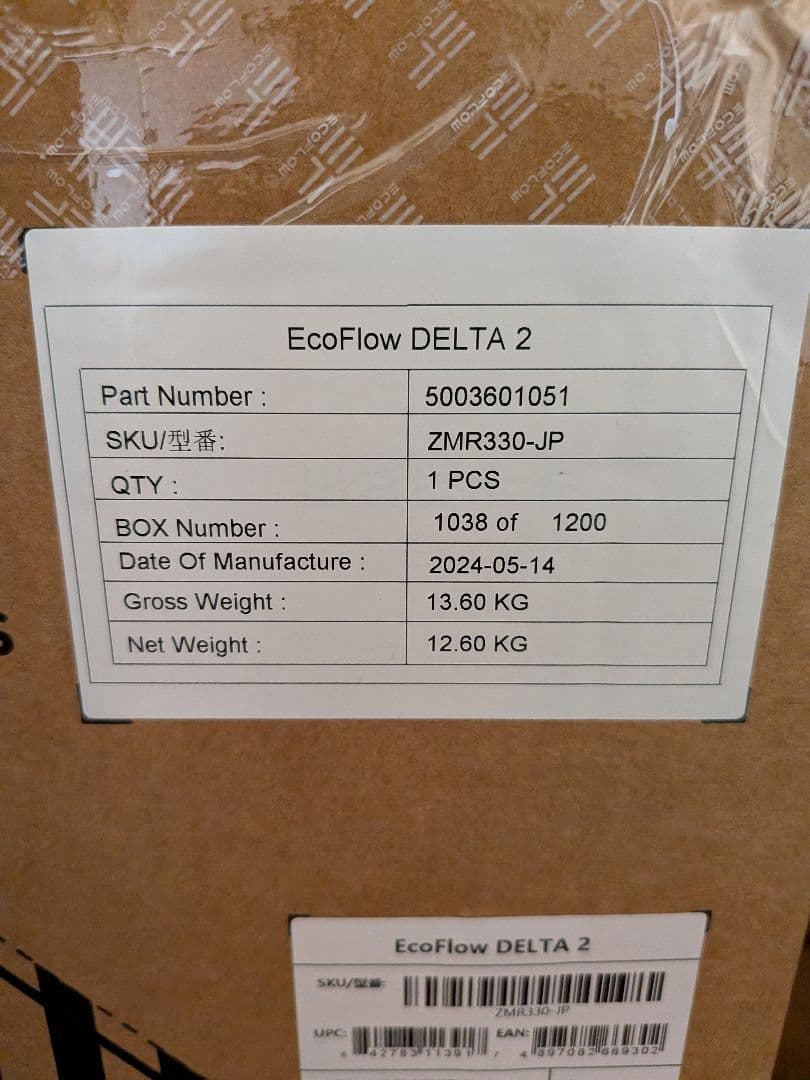 EcoFlow DELTA 2
Part Number : 5003601051
SKU/型番: ZMR330-JP
QTY : 1 PCS
BOX Number : 1038 of 1200
Date Of Manufacture : 2024-05-14
Gross Weight : 13.60 KG
Net Weight : 12.60 KG
EcoFlow DELTA 2
SKU/型番:
ZMR330-JP
UPC: EAN: